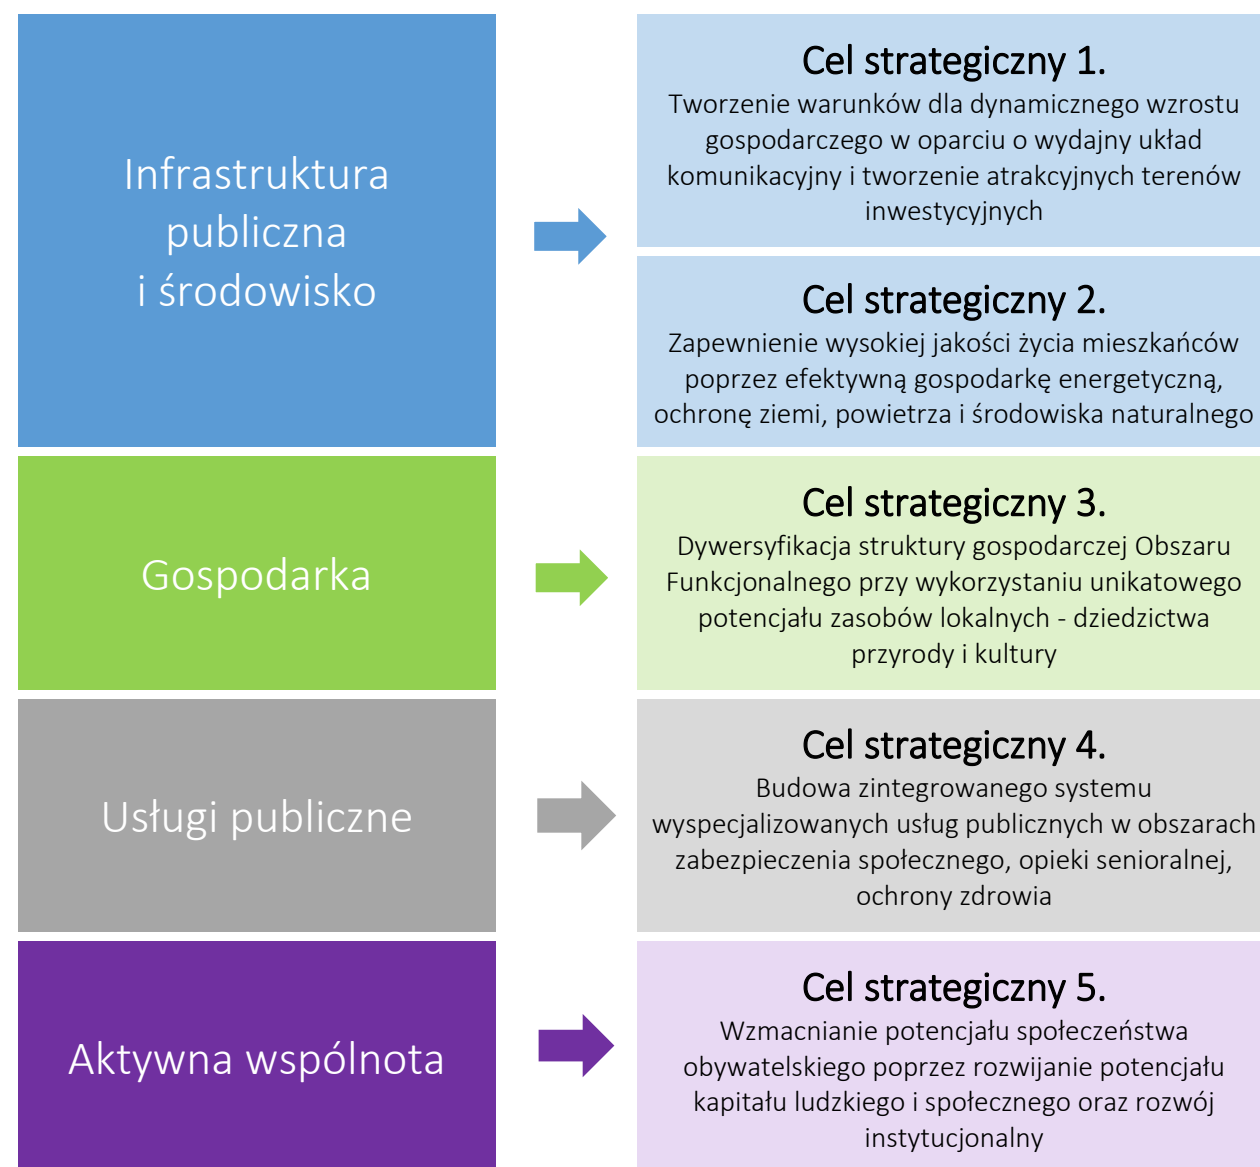 Infrastruktura
publiczna
i środowisko
Cel strategiczny 1.
Tworzenie warunków dla dynamicznego wzrostu
gospodarczego w oparciu o wydajny układ
komunikacyjny i tworzenie atrakcyjnych terenów
inwestycyjnych
Cel strategiczny 2.
Zapewnienie wysokiej jakości życia mieszkańców
poprzez efektywną gospodarkę energetyczną,
ochronę ziemi, powietrza i środowiska naturalnego
Gospodarka
Cel strategiczny 3.
Dywersyfikacja struktury gospodarczej Obszaru
Funkcjonalnego przy wykorzystaniu unikatowego
potencjału zasobów lokalnych - dziedzictwa
przyrody i kultury
Usługi publiczne
Cel strategiczny 4.
Budowa zintegrowanego systemu
wyspecjalizowanych usług publicznych w obszarach
zabezpieczenia społecznego, opieki senioralnej,
ochrony zdrowia
Aktywna wspólnota
Cel strategiczny 5.
Wzmacnianie potencjału społeczeństwa
obywatelskiego poprzez rozwijanie potencjału
kapitału ludzkiego i społecznego oraz rozwój
instytucjonalny